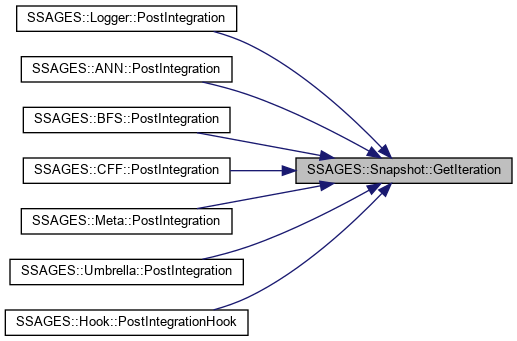 SSAGES::Logger::PostIntegration
SSAGES::ANN::PostIntegration
SSAGES::BFS::PostIntegration
SSAGES::CFF::PostIntegration
SSAGES::Snapshot::GetIteration
SSAGES::Meta::PostIntegration
SSAGES::Umbrella::PostIntegration
SSAGES::Hook::PostIntegrationHook